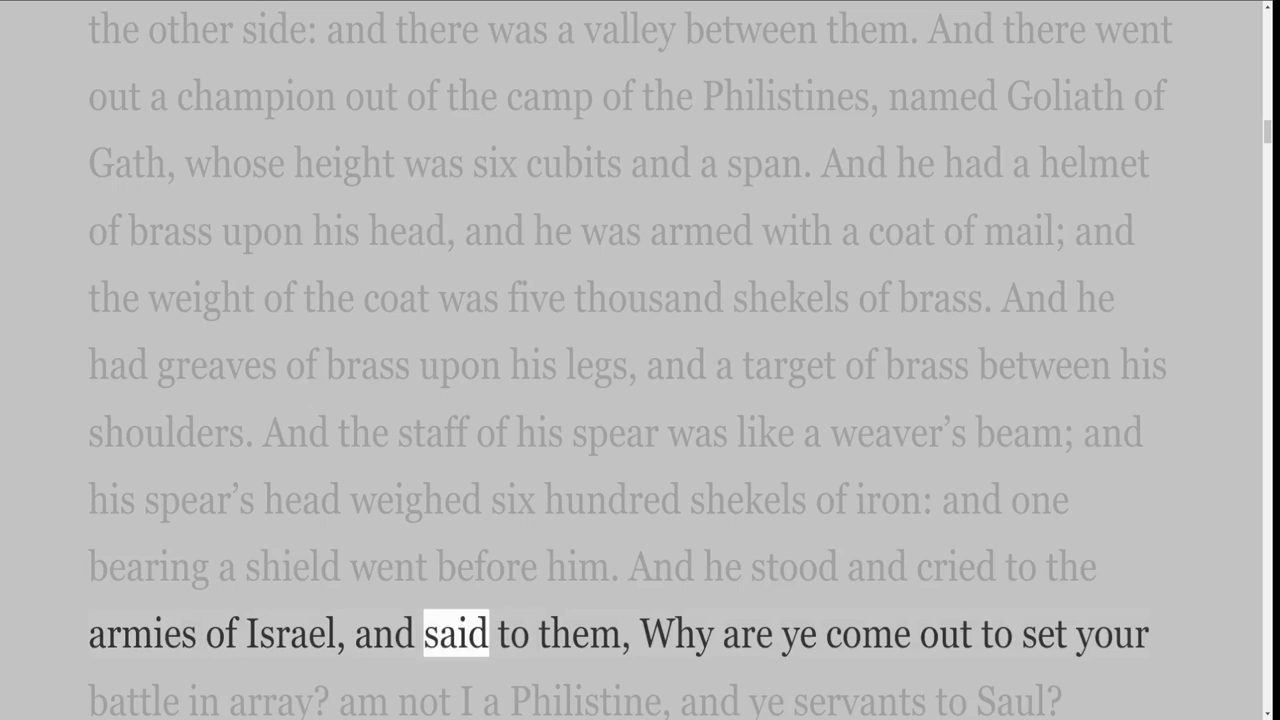 the other side: and there was a valley between them. And there went
out a champion out of the camp of the Philistines, named Goliath of
Gath, whose height was six cubits and a span. And he had a helmet
of brass upon his head, and he was armed with a coat of mail; and
the weight of the coat was five thousand shekels of brass. And he
had greaves of brass upon his legs, and a target of brass between his
shoulders. And the staff of his spear was like a weaver’s beam; and
his spear’s head weighed six hundred shekels of iron: and one
bearing a shield went before him. And he stood and cried to the
armies of Israel, and said to them, Why are ye come out to set your
battle in array? am not I a Philistine, and ye servants to Saul?